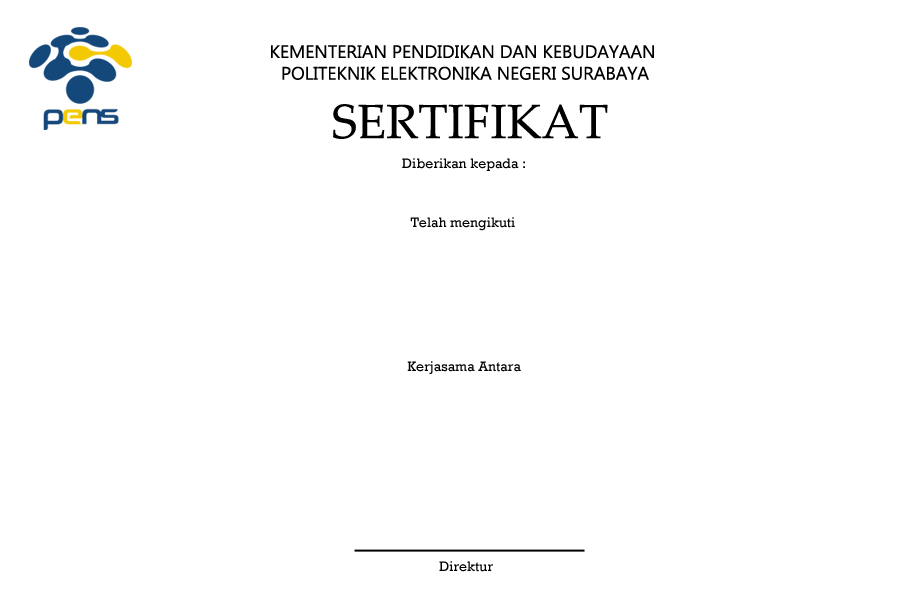 pens
KEMENTERIAN PENDIDIKAN DAN KEBUDAYAAN
POLITEKNIK ELEKTRONIKA NEGERI SURABAYA
SERTIFIKAT
Diberikan kepada :
Telah mengikuti
Kerjasama Antara
Direktur